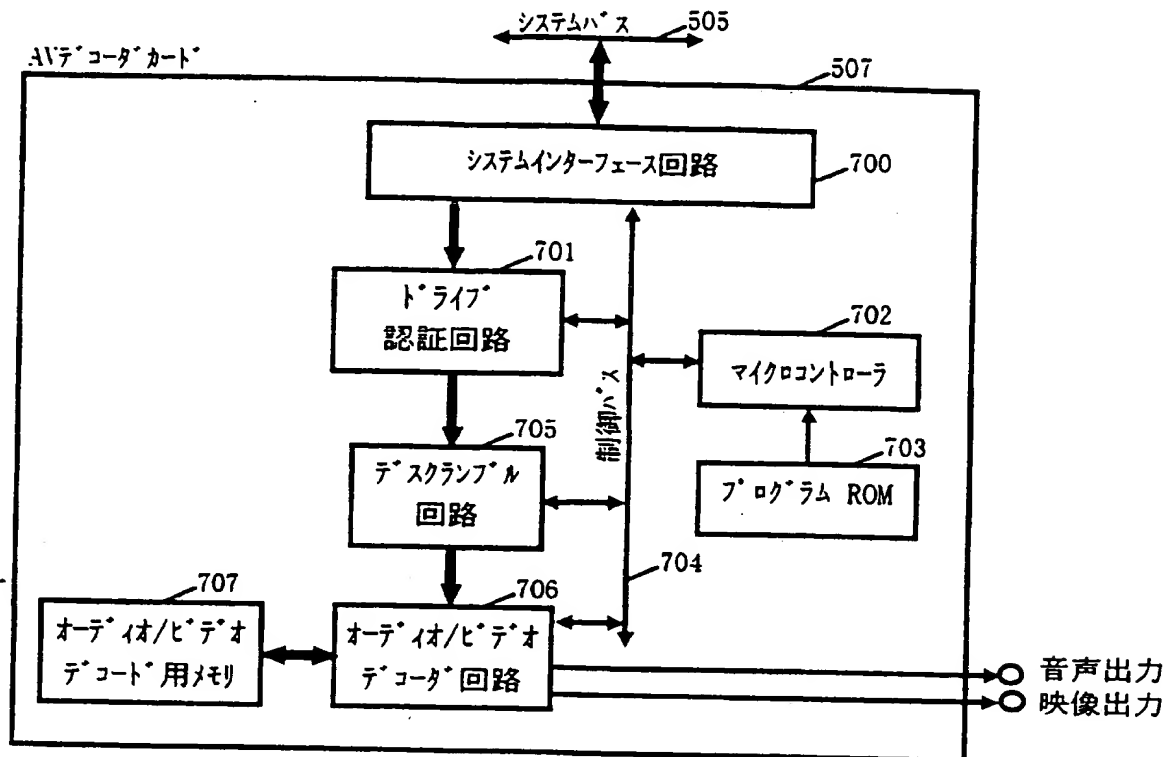 システムバス
505
AVデコーダカード
507
システムインターフェース回路
700
701
ドライブ
認証回路
702
マイクロコントローラ
制御バス
705
デスクランブル
回路
703
プログラム ROM
704
707
オーディオ/ビデオ
デコード用メモリ
706
オーディオ/ビデオ
デコーダ回路
音声出力
映像出力